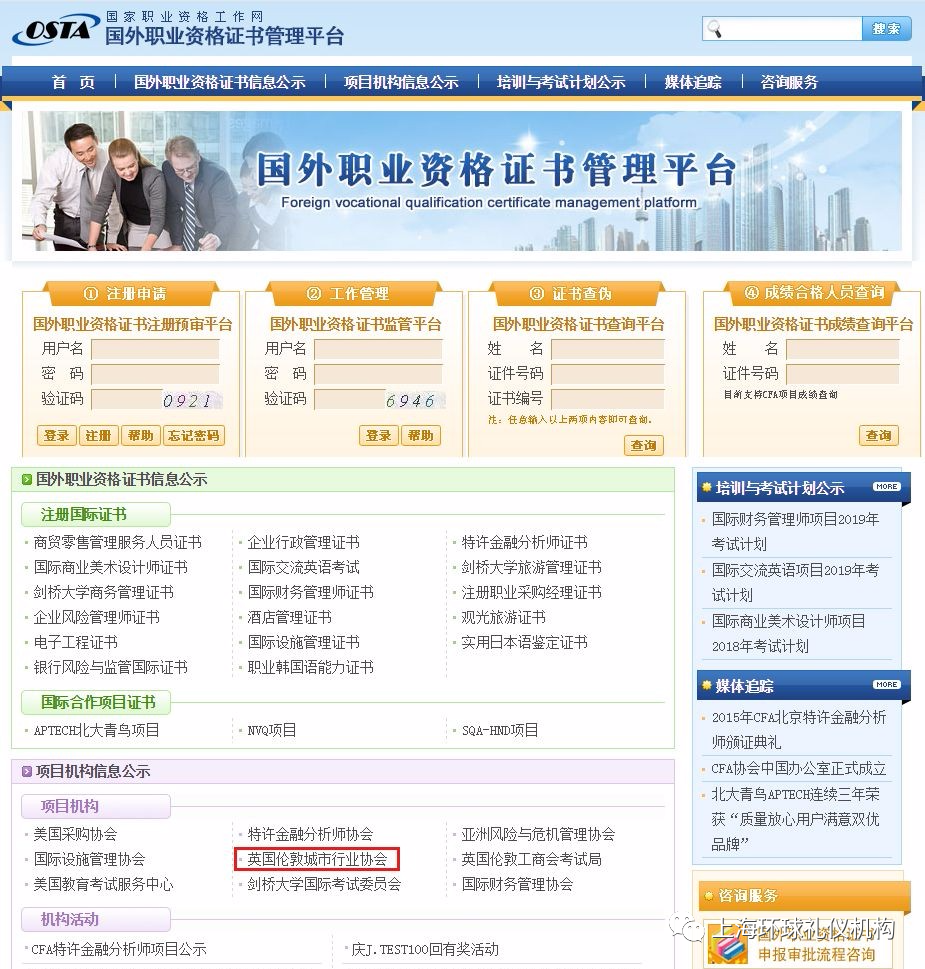 OSTA
国家职业资格工作网
国外职业资格证书管理平台
搜索
首 页
国外职业资格证书信息公示
项目机构信息公示
培训与考试计划公示
媒体追踪
咨询服务
国外职业资格证书管理平台
Foreign vocational qualification certificate management platform
① 注册申请
国外职业资格证书注册预审平台
用户名
密 码
验证码 0921
登录 注册 帮助 忘记密码
② 工作管理
国外职业资格证书监管平台
用户名
密 码
验证码 6946
登录 帮助
③ 证书查伪
国外职业资格证书查询平台
姓 名
证件号码
证书编号
注：任意输入以上两项内容即可查询。
查询
④ 成绩合格人员查询
国外职业资格证书成绩查询平台
姓 名
证件号码
目前支持CFA项目成绩查询
查询
国外职业资格证书信息公示
注册国际证书
商贸零售管理服务人员证书 企业行政管理证书 特许金融分析师证书
国际商业美术设计师证书 国际交流英语考试 剑桥大学旅游管理证书
剑桥大学商务管理证书 国际财务管理师证书 注册职业采购经理证书
企业风险管理师证书 酒店管理证书 观光旅游证书
电子工程证书 国际设施管理证书 实用日本语鉴定证书
银行风险与监管国际证书 职业韩国语能力证书
国际合作项目证书
APTECH北大青鸟项目 NVQ项目 SQA-HND项目
项目机构信息公示
项目机构
美国采购协会 特许金融分析师协会 亚洲风险与危机管理协会
国际设施管理协会 英国伦敦城市行业协会 英国伦敦工商会考试局
美国教育考试服务中心 剑桥大学国际考试委员会 国际财务管理协会
机构活动
CFA特许金融分析师项目公示 庆J.TEST100回有奖活动
培训与考试计划公示 MORE
国际财务管理师项目2019年
考试计划
国际交流英语项目2019年考
试计划
国际商业美术设计师项目
2018年考试计划
媒体追踪 MORE
2015年CFA北京特许金融分析
师颁证典礼
CFA协会中国办公室正式成立
北大青鸟APTECH连续三年荣
获“质量放心用户满意双优
品牌”
咨询服务
上海环球礼仪机构
申报审批流程咨询